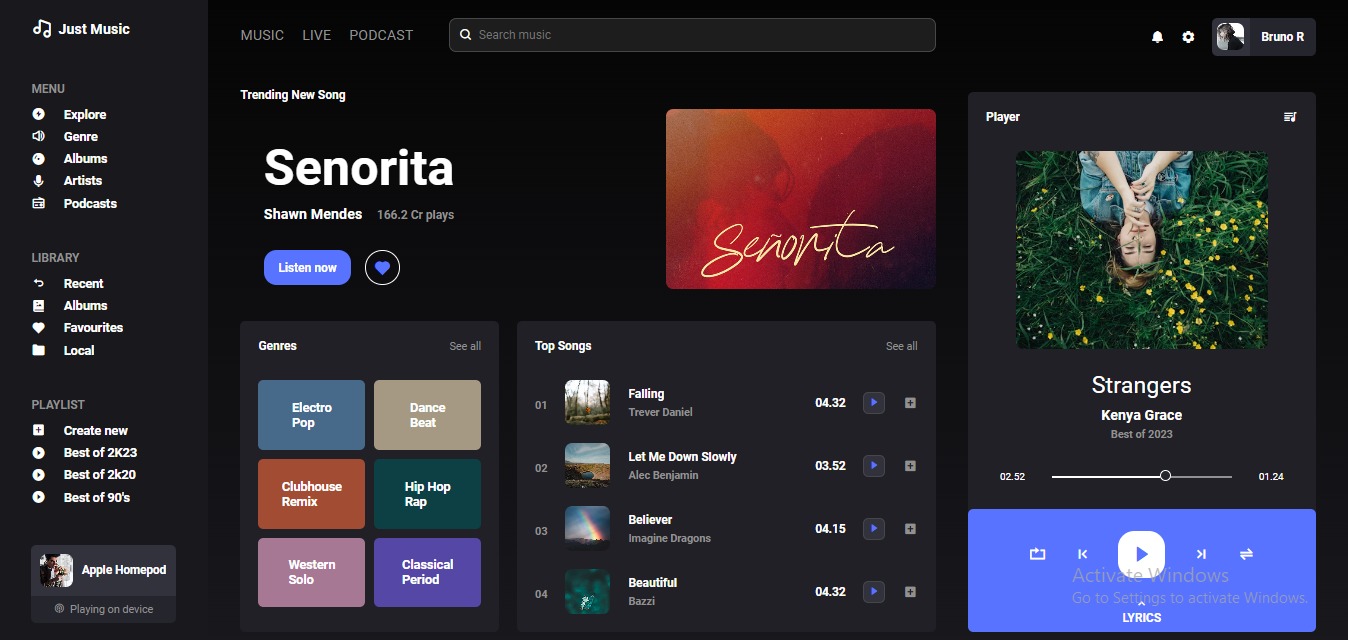 Just Music
MENU
Explore
Genre
Albums
Artists
Podcasts
LIBRARY
Recent
Albums
Favourites
Local
PLAYLIST
Create new
Best of 2K23
Best of 2k20
Best of 90's
Apple Homepod
Playing on device
MUSIC LIVE PODCAST
Search music
Bruno R
Trending New Song
Senorita
Shawn Mendes 166.2 Cr plays
Listen now
Señorita
Genres See all
Electro
Pop
Dance
Beat
Clubhouse
Remix
Hip Hop
Rap
Western
Solo
Classical
Period
Top Songs See all
01 Falling 04.32
Trever Daniel
02 Let Me Down Slowly 03.52
Alec Benjamin
03 Believer 04.15
Imagine Dragons
04 Beautiful 04.32
Bazzi
Player
Strangers
Kenya Grace
Best of 2023
02.52 01.24
Activate Windows
Go to Settings to activate Windows.
LYRICS